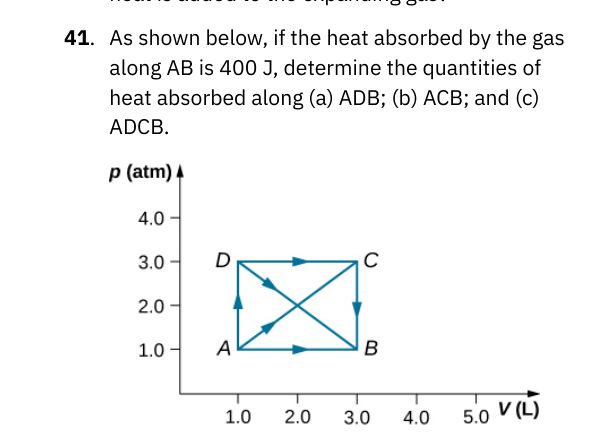 41. As shown below, if the heat absorbed by the gas
along AB is 400 J, determine the quantities of
heat absorbed along (a) ADB; (b) ACB; and (c)
ADCB.
p (atm)
4.0
3.0
D
C
2.0
1.0
A
B
1.0 2.0 3.0 4.0 5.0 V (L)